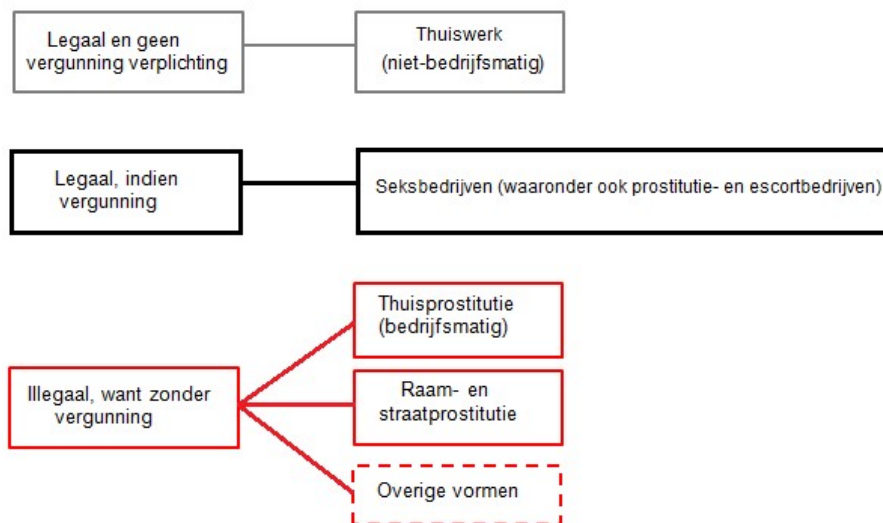 Legaal en geen
vergunning verplichting
Thuiswerk
(niet-bedrijfsmatig)
Legaal, indien
vergunning
Seksbedrijven (waaronder ook prostitutie- en escortbedrijven)
Illegaal, want zonder
vergunning
Thuisprostitutie
(bedrijfsmatig)
Raam- en
straatprostitutie
Overige vormen